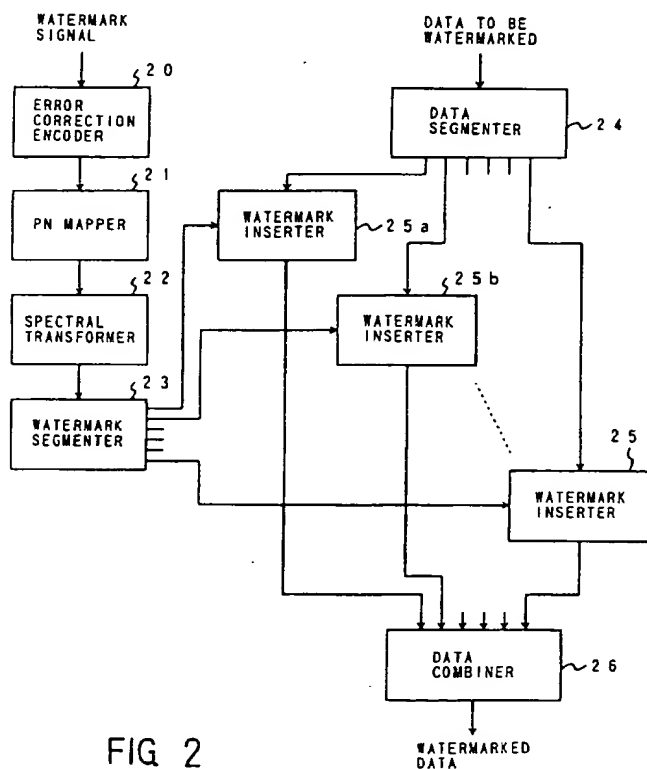 WATERMARK
SIGNAL
20
ERROR
CORRECTION
ENCODER
21
PN MAPPER
22
SPECTRAL
TRANSFORMER
23
WATERMARK
SEGMENTER
DATA TO BE
WATERMARKED
DATA
SEGMENTER
24
WATERMARK
INSERTER
25a
25b
WATERMARK
INSERTER
25
WATERMARK
INSERTER
DATA
COMBINER
26
WATERMARKED
DATA
FIG 2